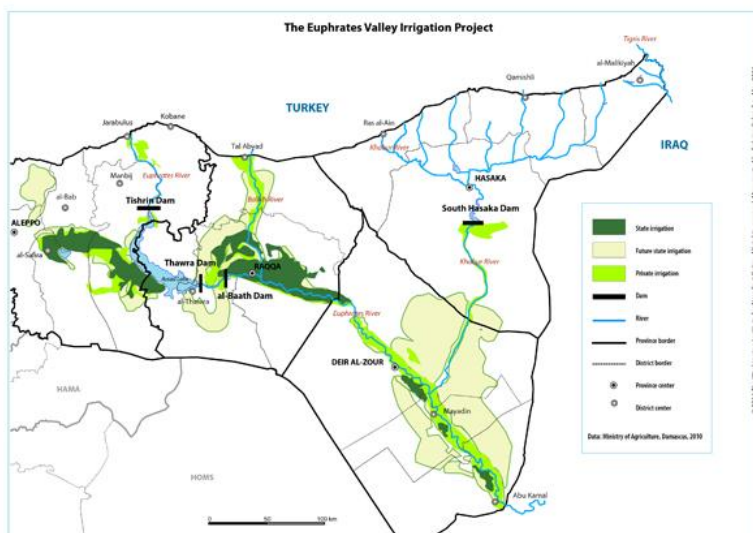 The Euphrates Valley Irrigation Project
Tigris River
al-Malikiyah
Qamishli
TURKEY
Kobane
Jarabulus
Ras al-Ain
Tal Abyad
Khabur River
IRAQ
Manbij
Euphrates River
al-Bab
HASAKA
Tishrin Dam
Balikh River
South Hasaka Dam
ALEPPO
al-Safira
Thawra Dam
RAQQA
Khabur River
al-Thawra
al-Baath Dam
Euphrates River
DEIR AL-ZOUR
HAMA
Mayadin
HOMS
Abu Kamal
0 50 100 km
State irrigation
Future state irrigation
Private irrigation
Dam
River
Province border
District border
Province center
District center
Data: Ministry of Agriculture, Damascus, 2010